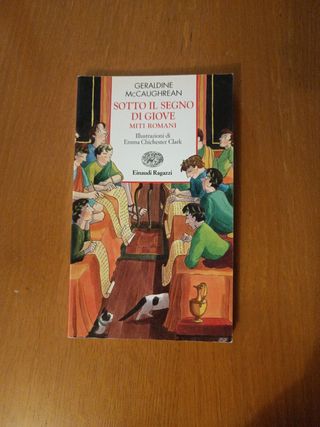 GERALDINE
McCAUGHREAN
SOTTO IL SEGNO
DI GIOVE
MITI ROMANI
Illustrazioni di
Emma Chichester Clark
Einaudi Ragazzi